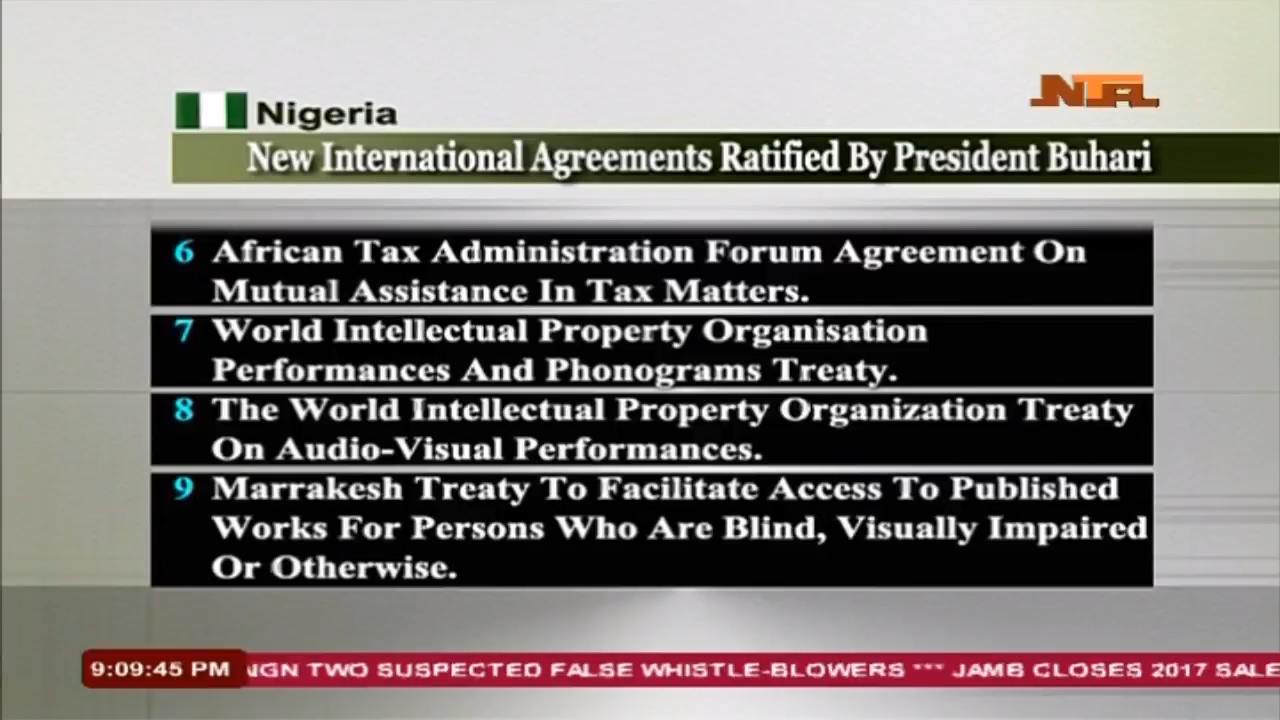 NTA
Nigeria
New International Agreements Ratified By President Buhari
6 African Tax Administration Forum Agreement On
Mutual Assistance In Tax Matters.
7 World Intellectual Property Organisation
Performances And Phonograms Treaty.
8 The World Intellectual Property Organization Treaty
On Audio-Visual Performances.
9 Marrakesh Treaty To Facilitate Access To Published
Works For Persons Who Are Blind, Visually Impaired
Or Otherwise.
9:09:45 PM NGN TWO SUSPECTED FALSE WHISTLE-BLOWERS *** JAMB CLOSES 2017 SALE